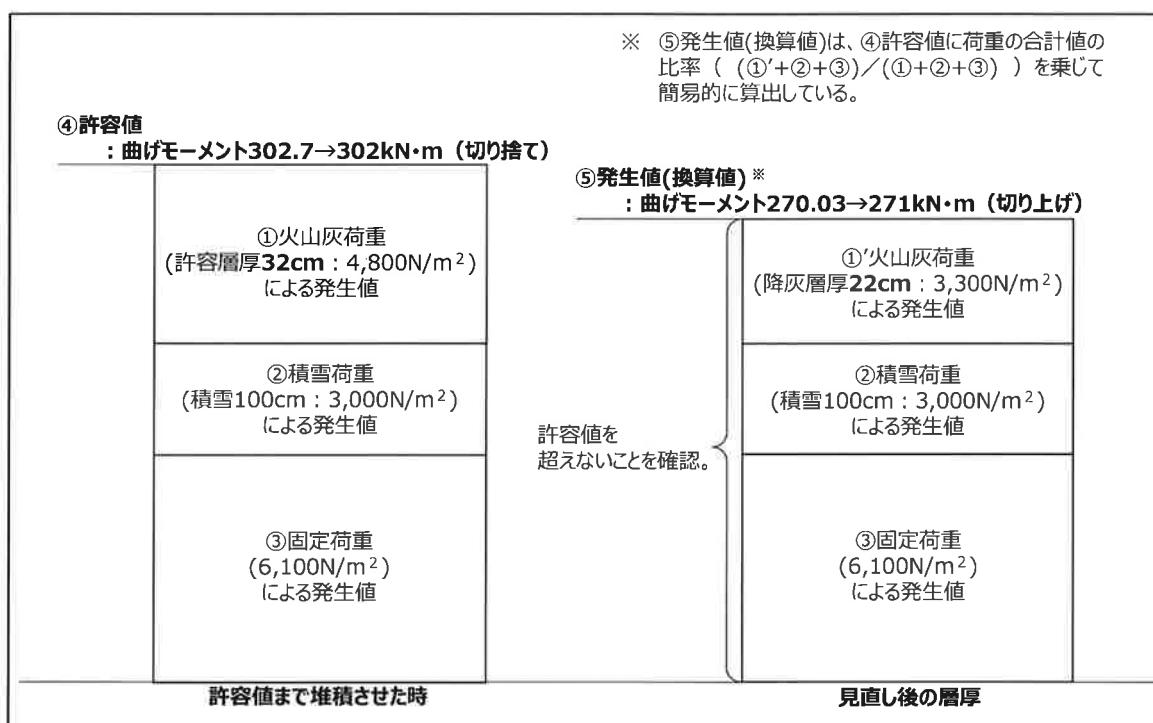 ※ ⑤発生値(換算値)は、④許容値に荷重の合計値の
比率（ (①’+②+③)／(①+②+③) ）を乗じて
簡易的に算出している。
④許容値
：曲げモーメント302.7→302kN・m（切り捨て）
①火山灰荷重
(許容層厚32cm：4,800N/m²)
による発生値
②積雪荷重
(積雪100cm：3,000N/m²)
による発生値
③固定荷重
(6,100N/m²)
による発生値
許容値まで堆積させた時
⑤発生値(換算値)※
：曲げモーメント270.03→271kN・m（切り上げ）
①’火山灰荷重
(降灰層厚22cm：3,300N/m²)
による発生値
②積雪荷重
(積雪100cm：3,000N/m²)
による発生値
許容値を
超えないことを確認。
③固定荷重
(6,100N/m²)
による発生値
見直し後の層厚